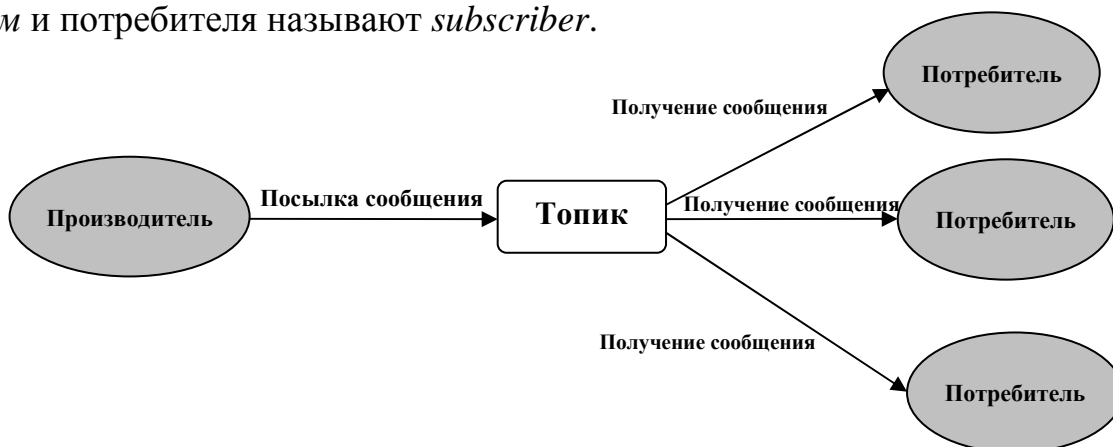 м и потребителя называют subscriber.
Потребитель
Получение сообщения
Производитель
Посылка сообщения
Топик
Получение сообщения
Потребитель
Получение сообщения
Потребитель